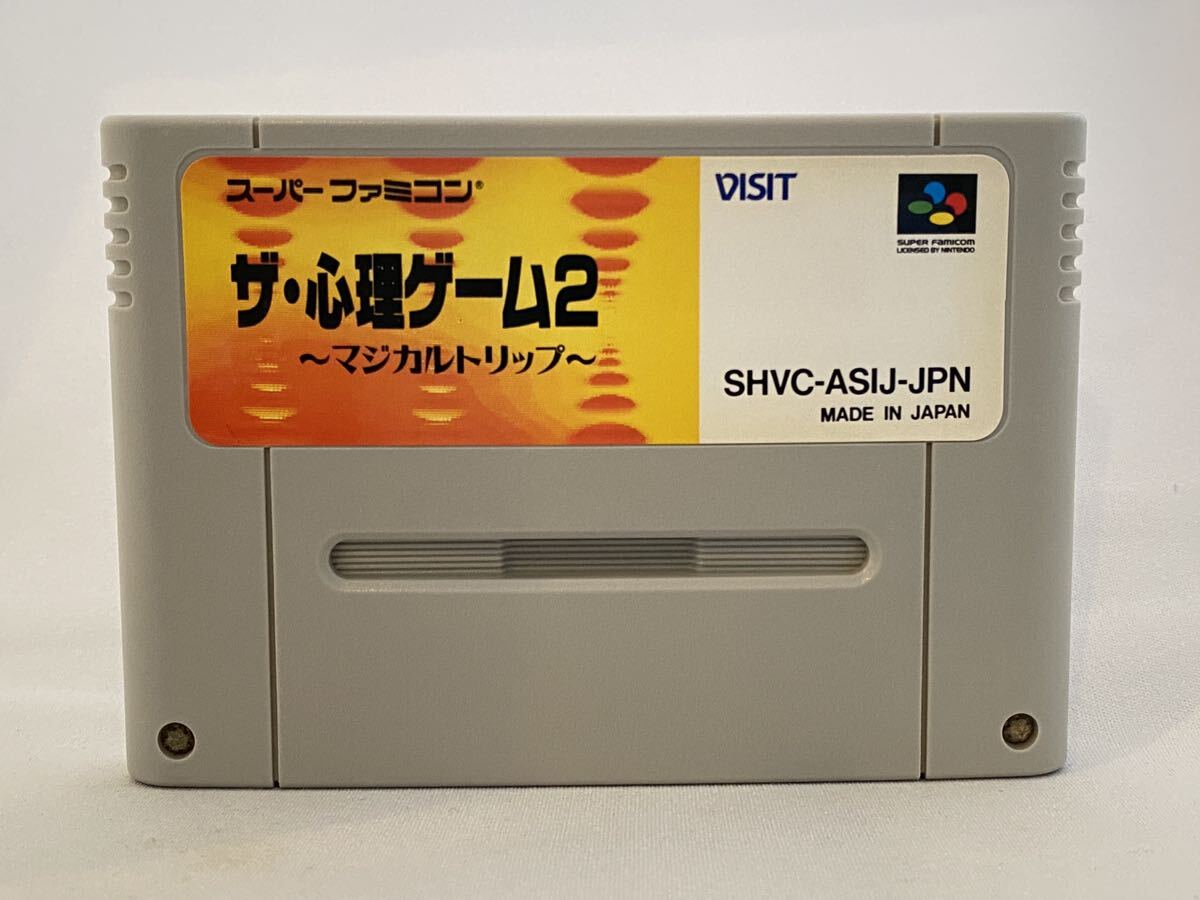 スーパーファミコン®
ザ・心理ゲーム2
～マジカルトリップ～
VISIT
SUPER FAMICOM
LICENSED BY NINTENDO
SHVC-ASIJ-JPN
MADE IN JAPAN